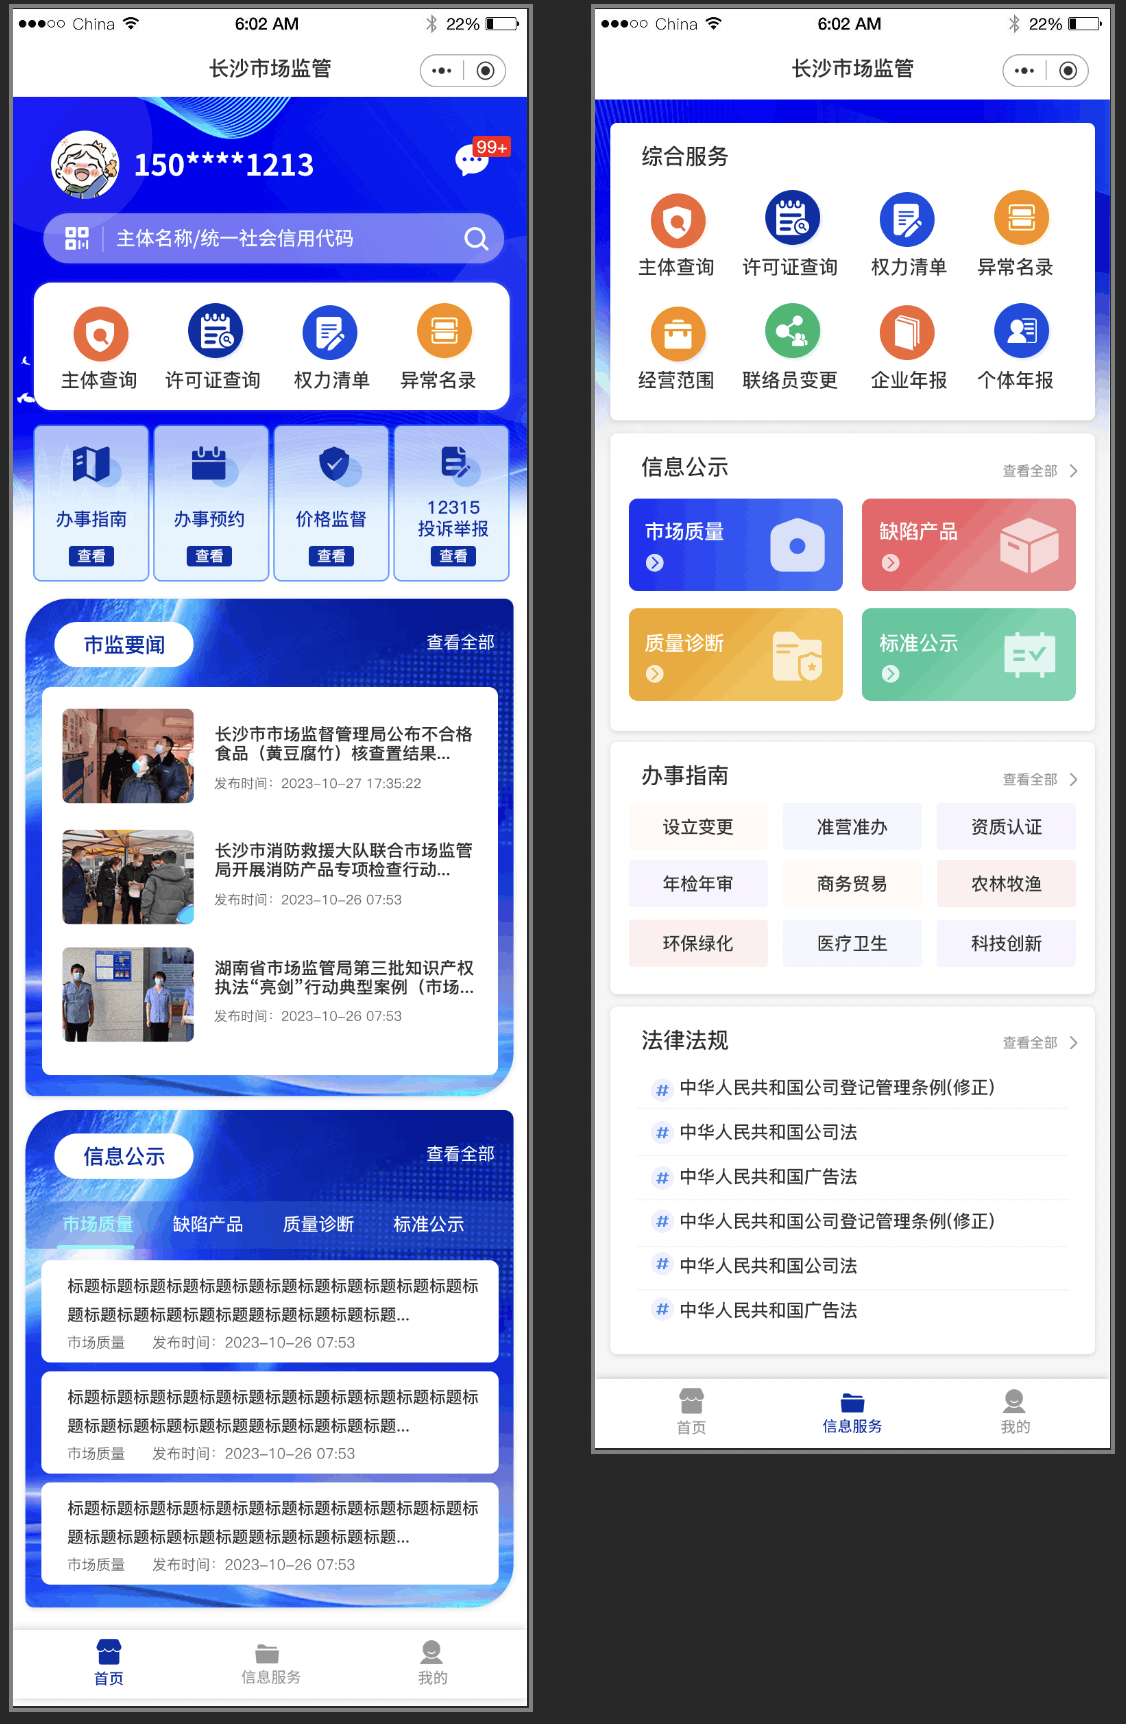 China 6:02 AM 22%
长沙市场监管
150****1213
99+
主体名称/统一社会信用代码
主体查询 许可证查询 权力清单 异常名录
办事指南 办事预约 价格监督 12315
投诉举报
查看 查看 查看 查看
市监要闻 查看全部
长沙市市场监督管理局公布不合格
食品（黄豆腐竹）核查置结果...
发布时间：2023-10-27 17:35:22
长沙市消防救援大队联合市场监管
局开展消防产品专项检查行动...
发布时间：2023-10-26 07:53
湖南省市场监管局第三批知识产权
执法“亮剑”行动典型案例（市场...
发布时间：2023-10-26 07:53
信息公示 查看全部
市场质量 缺陷产品 质量诊断 标准公示
标题标题标题标题标题标题标题标题标题标题标题标题标
题标题标题标题标题标题题标题标题标题标题...
市场质量 发布时间：2023-10-26 07:53
标题标题标题标题标题标题标题标题标题标题标题标题标
题标题标题标题标题标题题标题标题标题标题...
市场质量 发布时间：2023-10-26 07:53
标题标题标题标题标题标题标题标题标题标题标题标题标
题标题标题标题标题标题题标题标题标题标题...
市场质量 发布时间：2023-10-26 07:53
首页 信息服务 我的
China 6:02 AM 22%
长沙市场监管
综合服务
主体查询 许可证查询 权力清单 异常名录
经营范围 联络员变更 企业年报 个体年报
信息公示 查看全部
市场质量 缺陷产品
质量诊断 标准公示
办事指南 查看全部
设立变更 准营准办 资质认证
年检年审 商务贸易 农林牧渔
环保绿化 医疗卫生 科技创新
法律法规 查看全部
# 中华人民共和国公司登记管理条例(修正)
# 中华人民共和国公司法
# 中华人民共和国广告法
# 中华人民共和国公司登记管理条例(修正)
# 中华人民共和国公司法
# 中华人民共和国广告法
首页 信息服务 我的